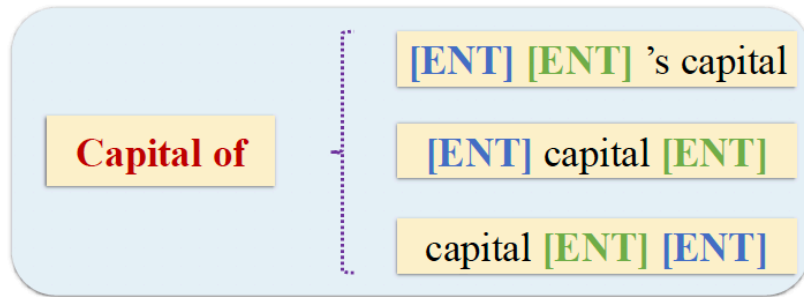 Capital of
[ENT] [ENT] 's capital
[ENT] capital [ENT]
capital [ENT] [ENT]